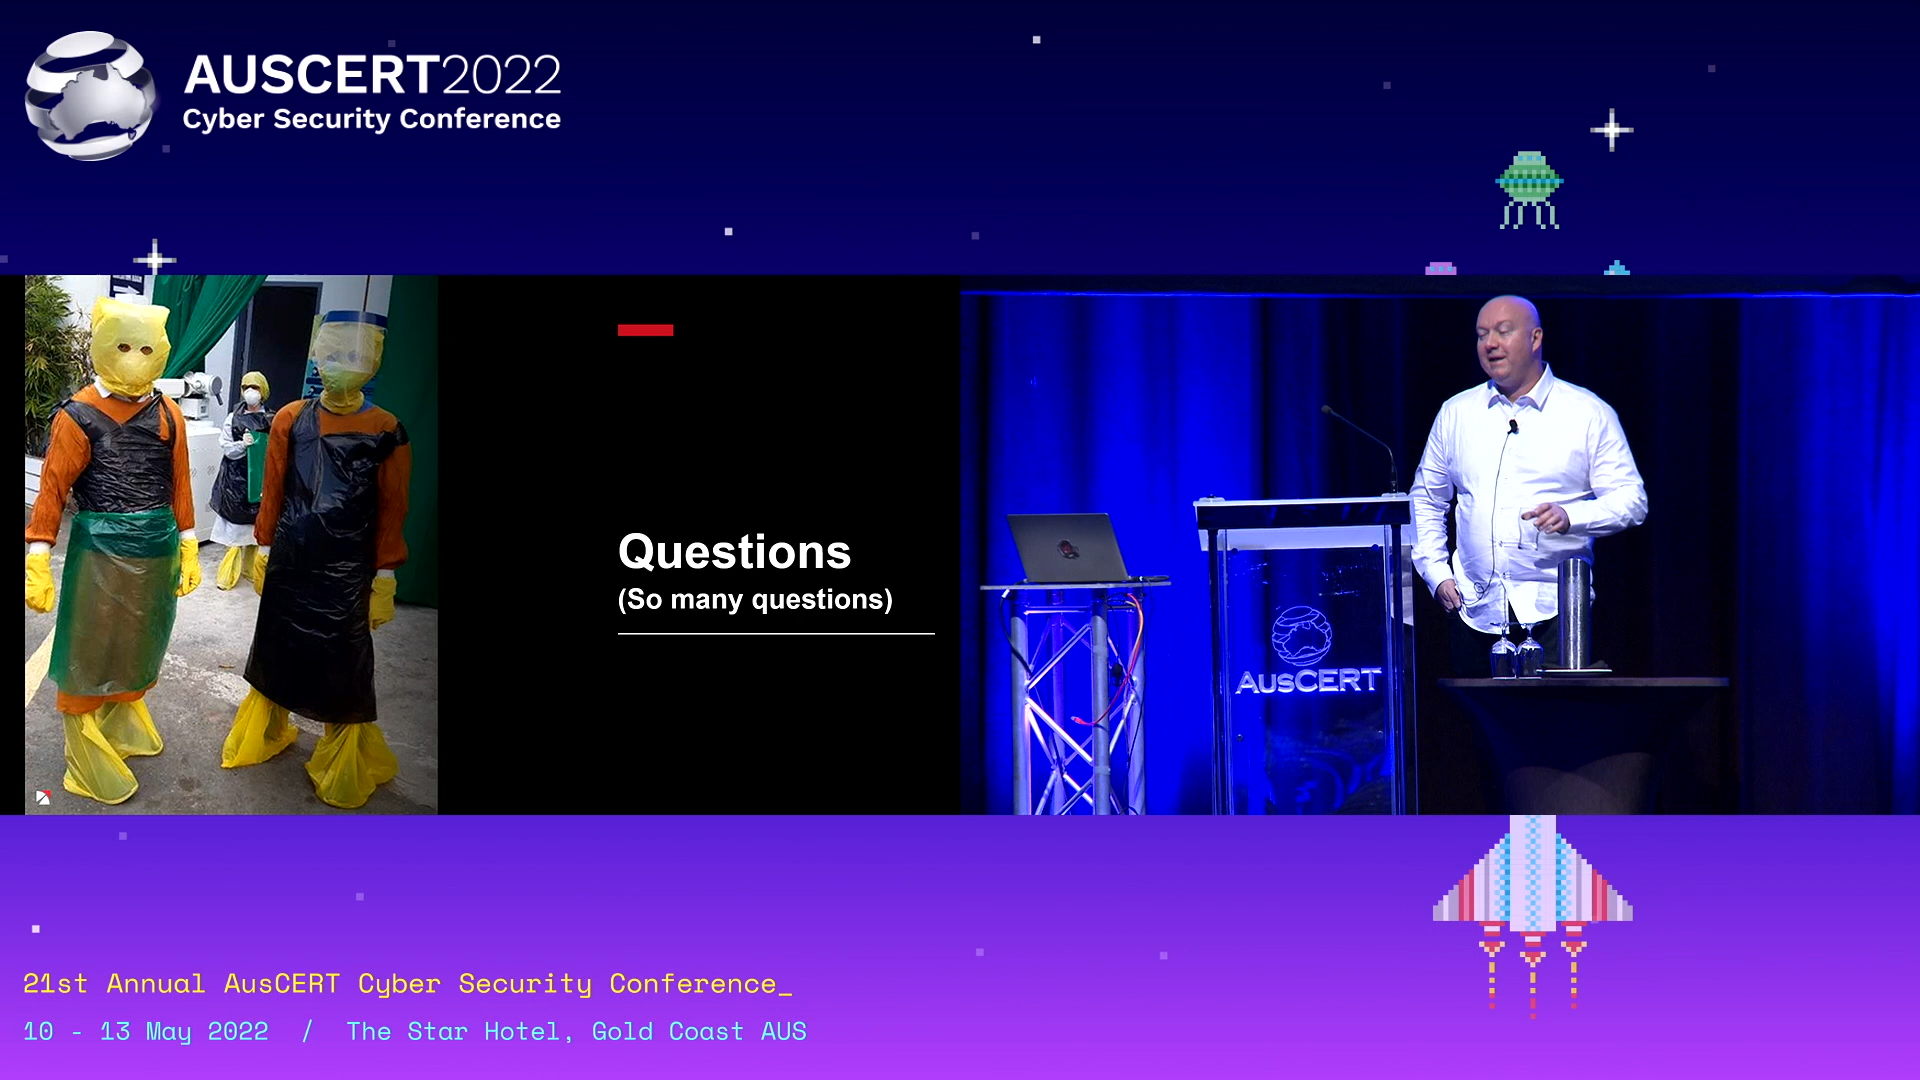 AUSCERT2022
Cyber Security Conference
Questions
(So many questions)
AUSCERT
21st Annual AusCERT Cyber Security Conference_
10 - 13 May 2022 / The Star Hotel, Gold Coast AUS